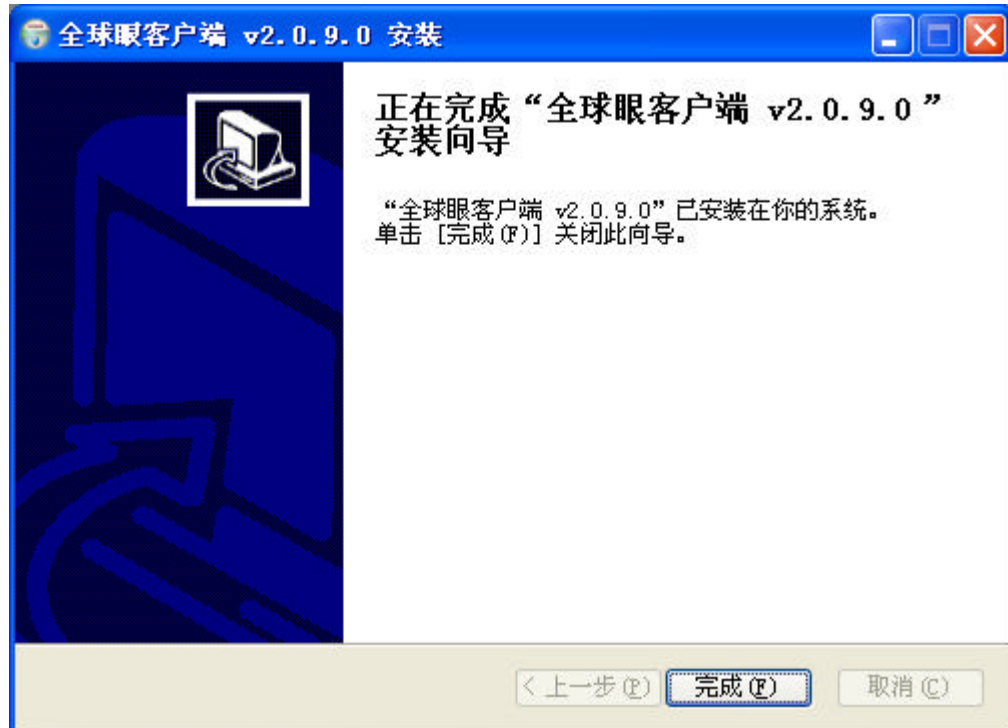 全球眼客户端 v2.0.9.0 安装
正在完成“全球眼客户端 v2.0.9.0”
安装向导
“全球眼客户端 v2.0.9.0”已安装在你的系统。
单击 [完成(F)] 关闭此向导。
< 上一步(P)
完成(F)
取消(C)